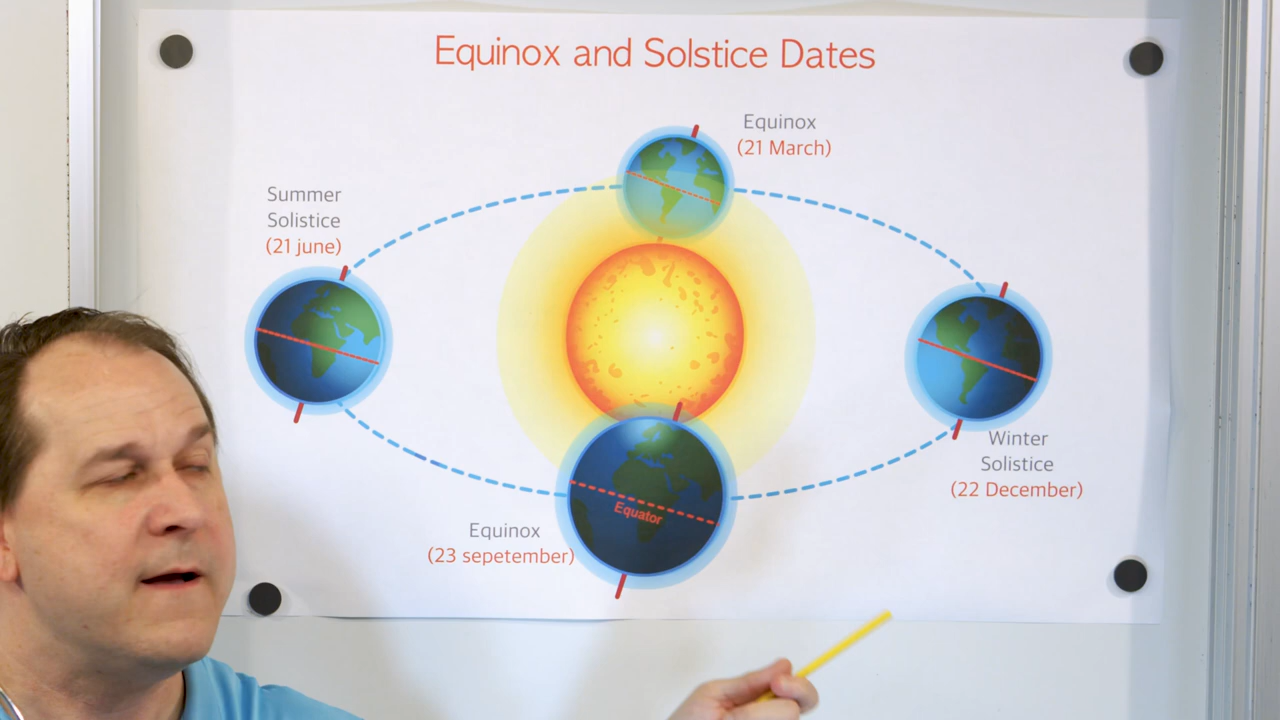 Equinox and Solstice Dates
Equinox
(21 March)
Summer
Solistice
(21 june)
Winter
Solistice
(22 December)
Equator
Equinox
(23 sepetember)